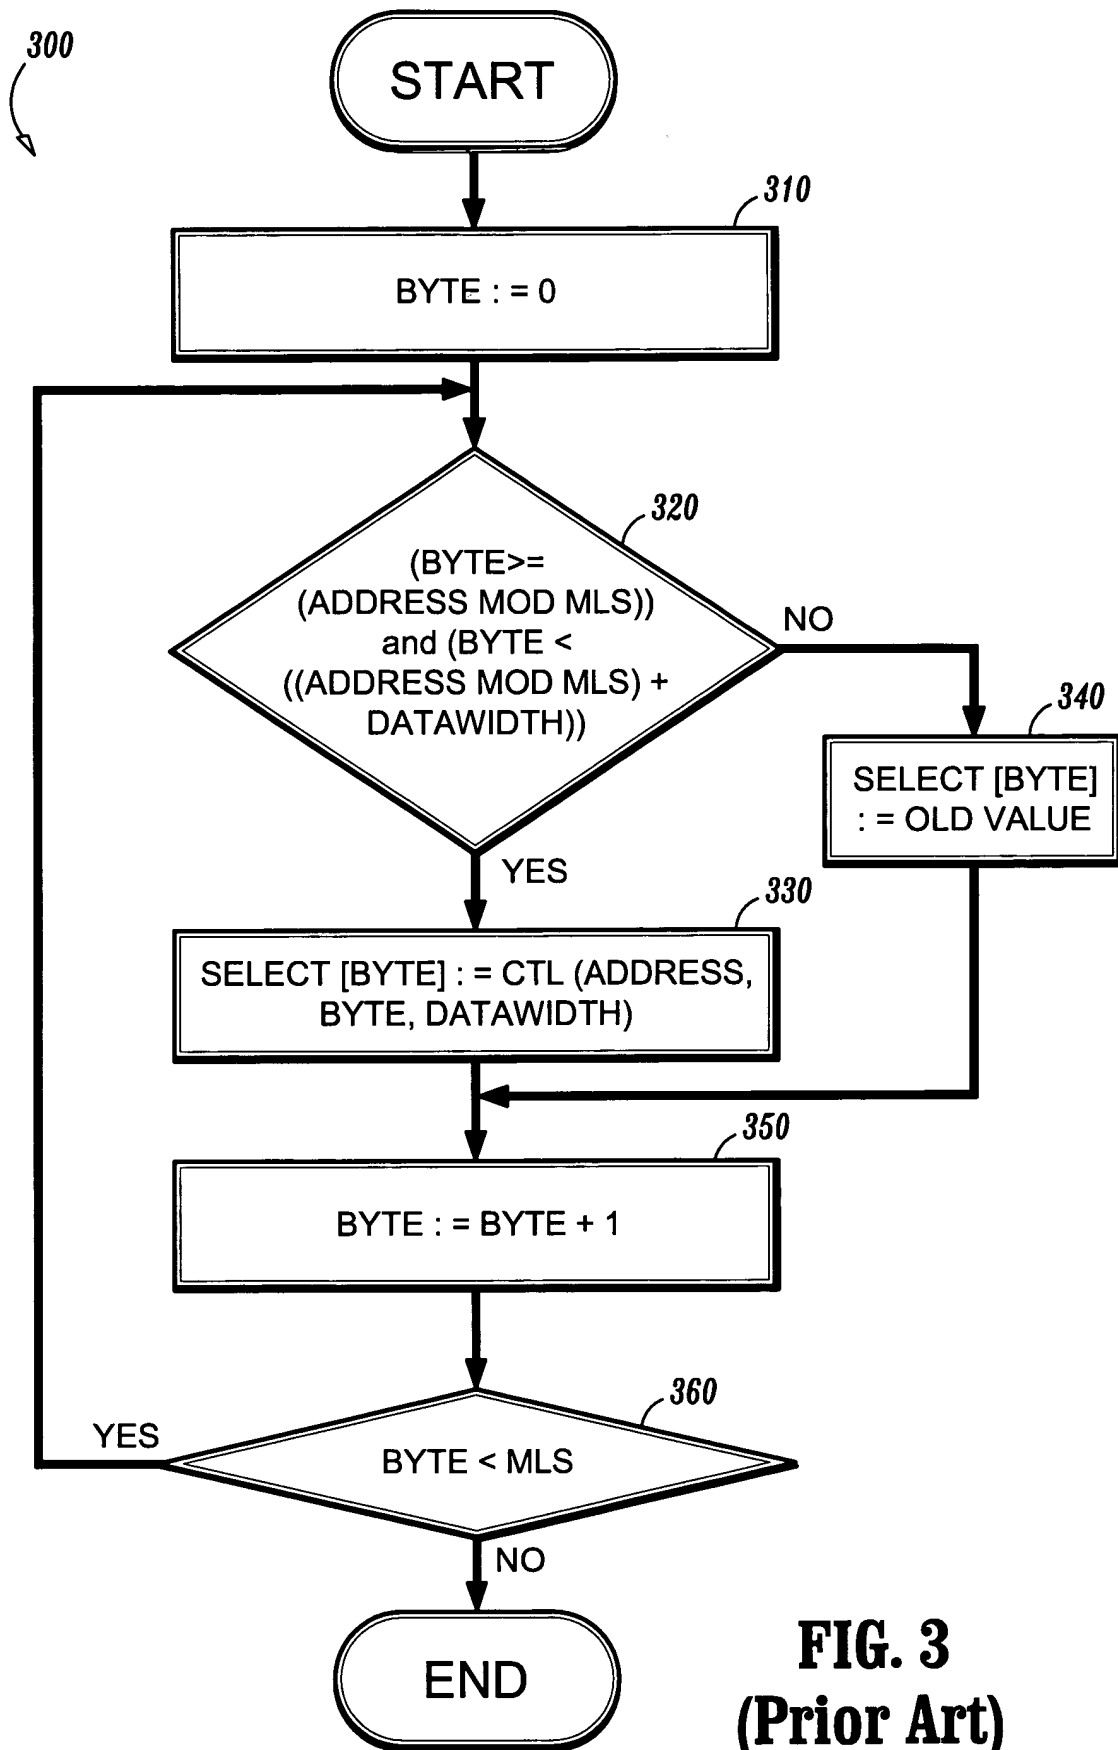 300
START
310
BYTE : = 0
320
(BYTE>=
(ADDRESS MOD MLS))
and (BYTE <
((ADDRESS MOD MLS) +
DATAWIDTH))
NO
340
SELECT [BYTE]
: = OLD VALUE
YES
330
SELECT [BYTE] : = CTL (ADDRESS,
BYTE, DATAWIDTH)
350
BYTE : = BYTE + 1
360
YES
BYTE < MLS
NO
END
FIG. 3
(Prior Art)